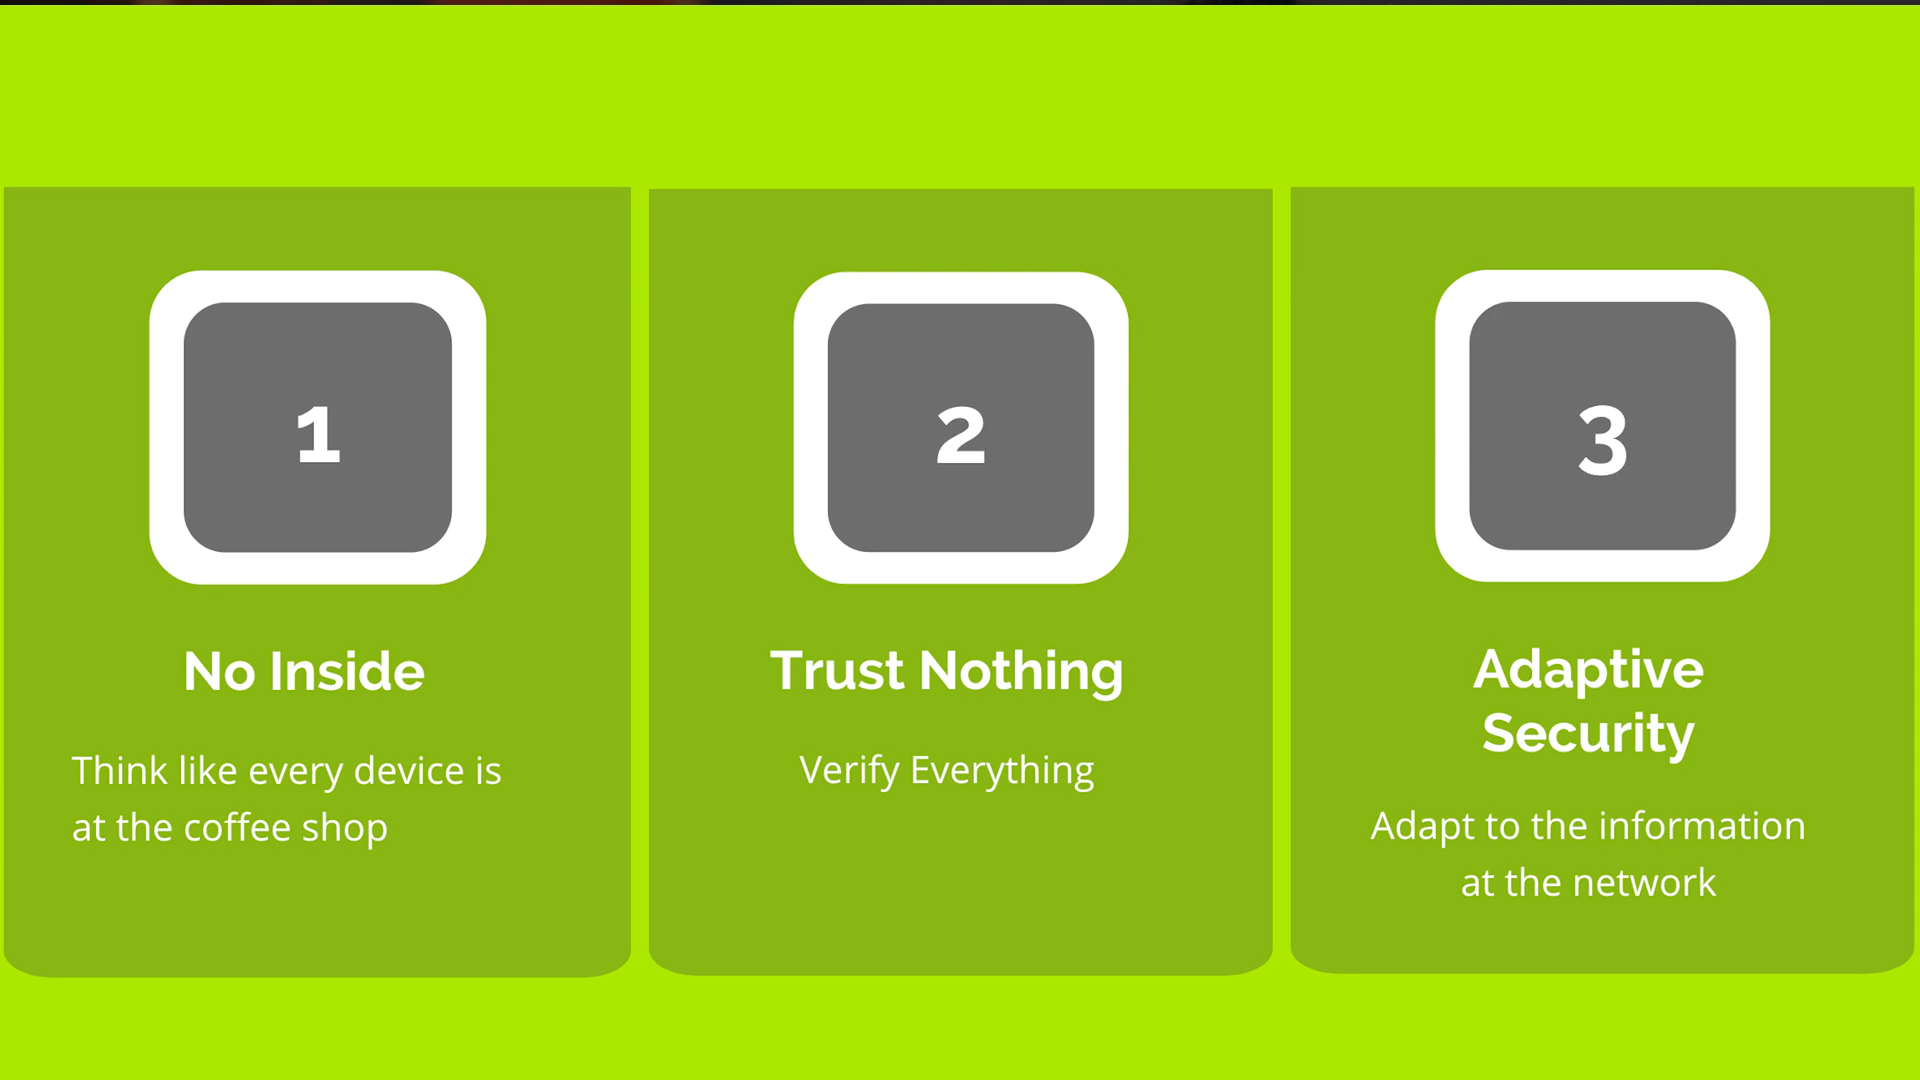 1
No Inside
Think like every device is
at the coffee shop
2
Trust Nothing
Verify Everything
3
Adaptive
Security
Adapt to the information
at the network